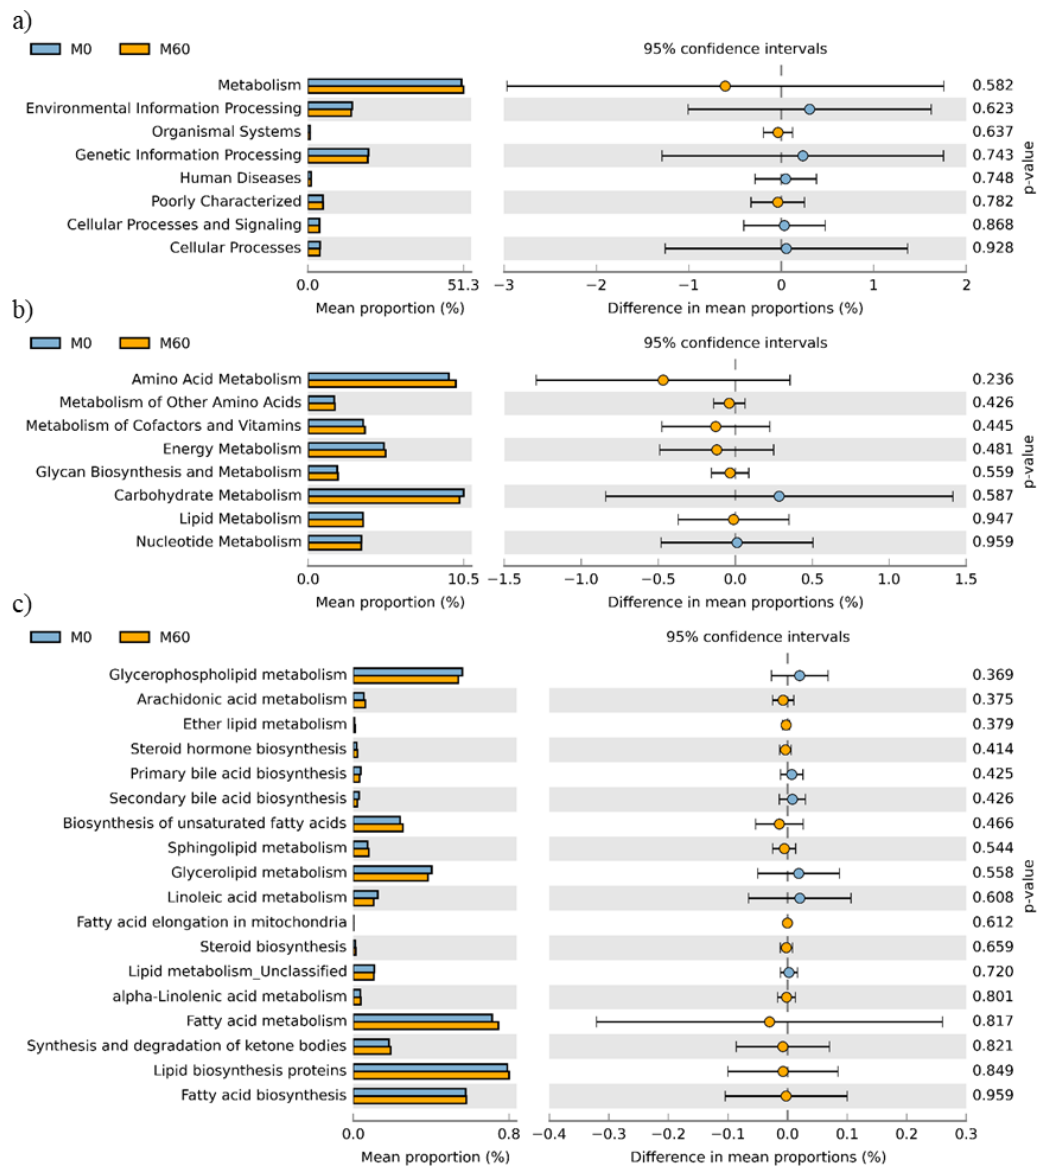 a)
M0 M60 95% confidence intervals
Metabolism 0.582
Environmental Information Processing 0.623
Organismal Systems 0.637
Genetic Information Processing 0.743
Human Diseases 0.748
Poorly Characterized 0.782
Cellular Processes and Signaling 0.868
Cellular Processes 0.928
p-value
0.0 51.3 −3 −2 −1 0 1 2
Mean proportion (%) Difference in mean proportions (%)
b)
M0 M60 95% confidence intervals
Amino Acid Metabolism 0.236
Metabolism of Other Amino Acids 0.426
Metabolism of Cofactors and Vitamins 0.445
Energy Metabolism 0.481
Glycan Biosynthesis and Metabolism 0.559
Carbohydrate Metabolism 0.587
Lipid Metabolism 0.947
Nucleotide Metabolism 0.959
p-value
0.0 10.5 −1.5 −1.0 −0.5 0.0 0.5 1.0 1.5
Mean proportion (%) Difference in mean proportions (%)
c)
M0 M60 95% confidence intervals
Glycerophospholipid metabolism 0.369
Arachidonic acid metabolism 0.375
Ether lipid metabolism 0.379
Steroid hormone biosynthesis 0.414
Primary bile acid biosynthesis 0.425
Secondary bile acid biosynthesis 0.426
Biosynthesis of unsaturated fatty acids 0.466
Sphingolipid metabolism 0.544
Glycerolipid metabolism 0.558
Linoleic acid metabolism 0.608
Fatty acid elongation in mitochondria 0.612
Steroid biosynthesis 0.659
Lipid metabolism_Unclassified 0.720
alpha-Linolenic acid metabolism 0.801
Fatty acid metabolism 0.817
Synthesis and degradation of ketone bodies 0.821
Lipid biosynthesis proteins 0.849
Fatty acid biosynthesis 0.959
p-value
0.0 0.8 −0.4 −0.3 −0.2 −0.1 0.0 0.1 0.2 0.3
Mean proportion (%) Difference in mean proportions (%)